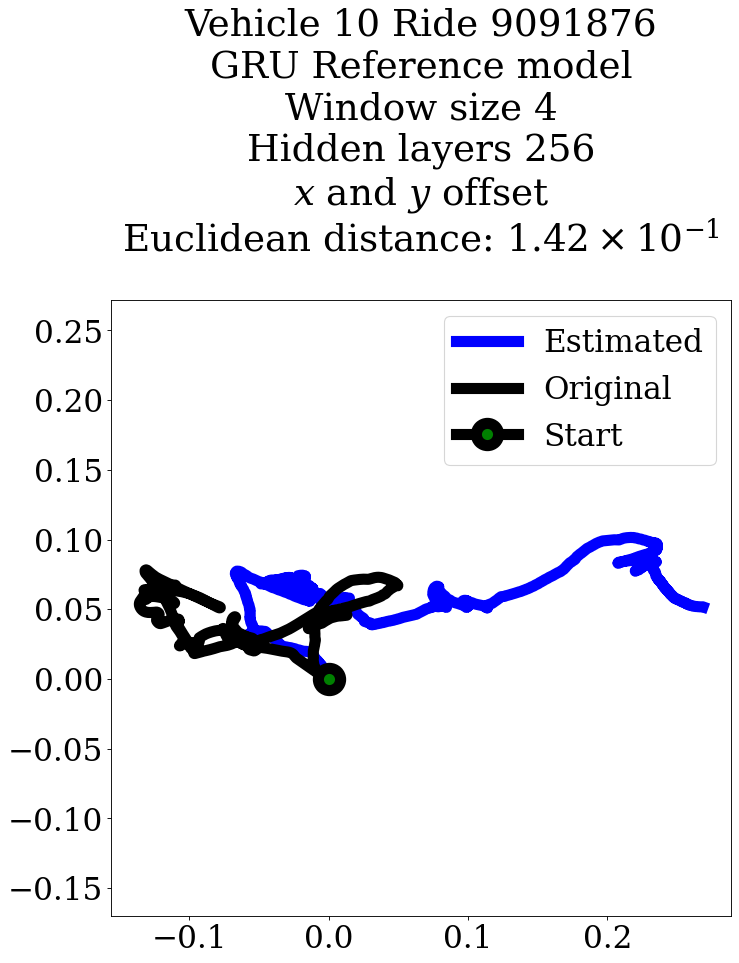 Vehicle 10 Ride 9091876
GRU Reference model
Window size 4
Hidden layers 256
x and y offset
Euclidean distance: 1.42 × 10⁻¹
Estimated
Original
Start
0.25
0.20
0.15
0.10
0.05
0.00
−0.05
−0.10
−0.15
−0.1 0.0 0.1 0.2